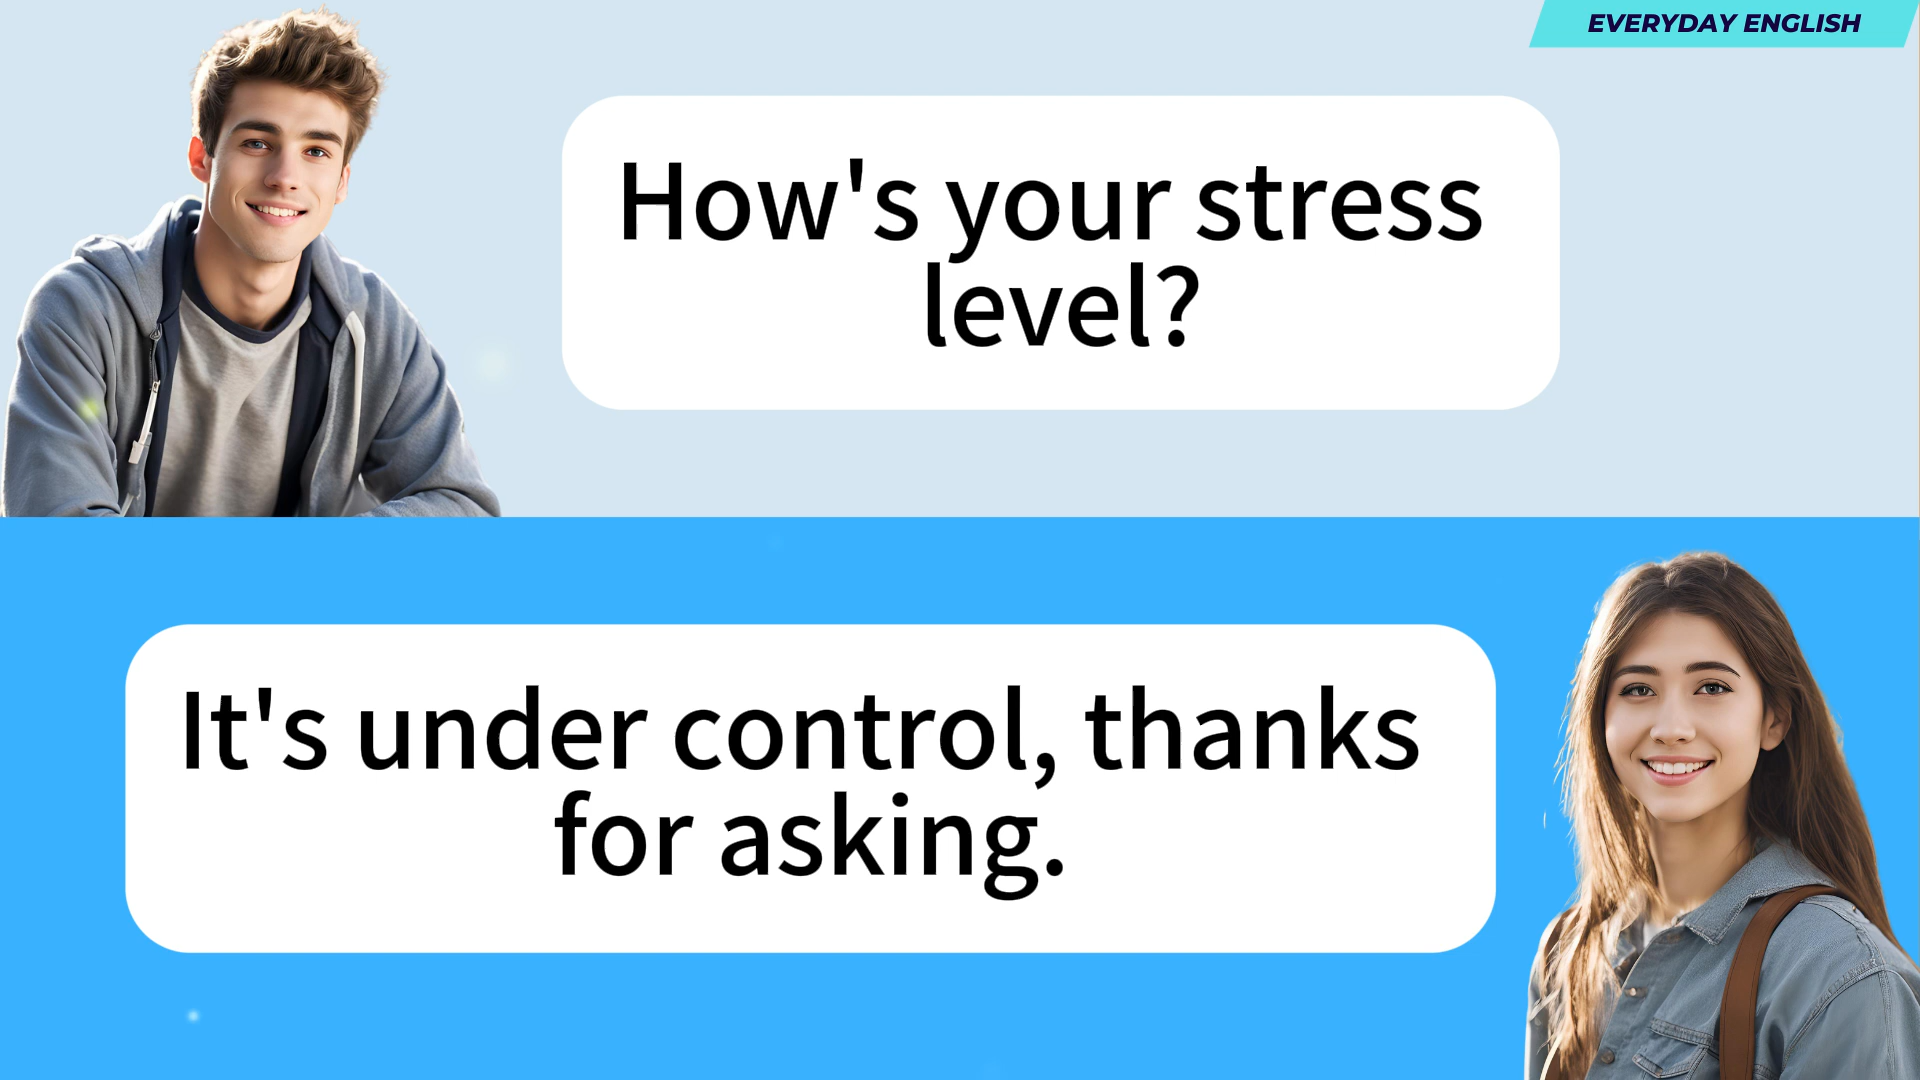 EVERYDAY ENGLISH
How's your stress
level?
It's under control, thanks
for asking.